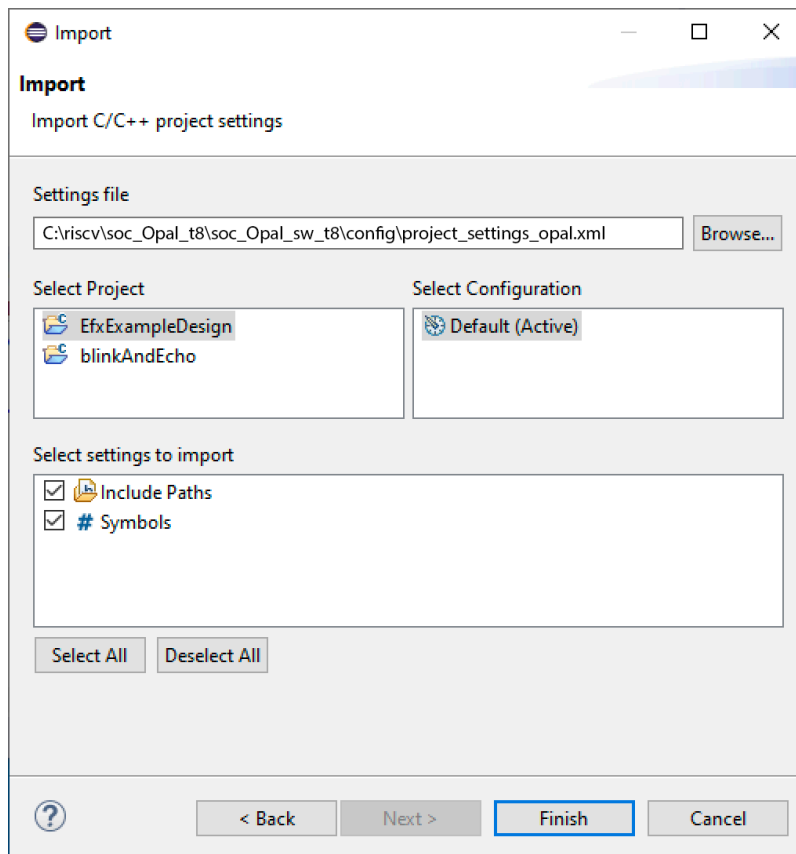 Import
Import
Import C/C++ project settings
Settings file
C:\riscv\soc_Opal_t8\soc_Opal_sw_t8\config\project_settings_opal.xml Browse...
Select Project Select Configuration
EfxExampleDesign Default (Active)
blinkAndEcho
Select settings to import
Include Paths
# Symbols
Select All Deselect All
? < Back Next > Finish Cancel